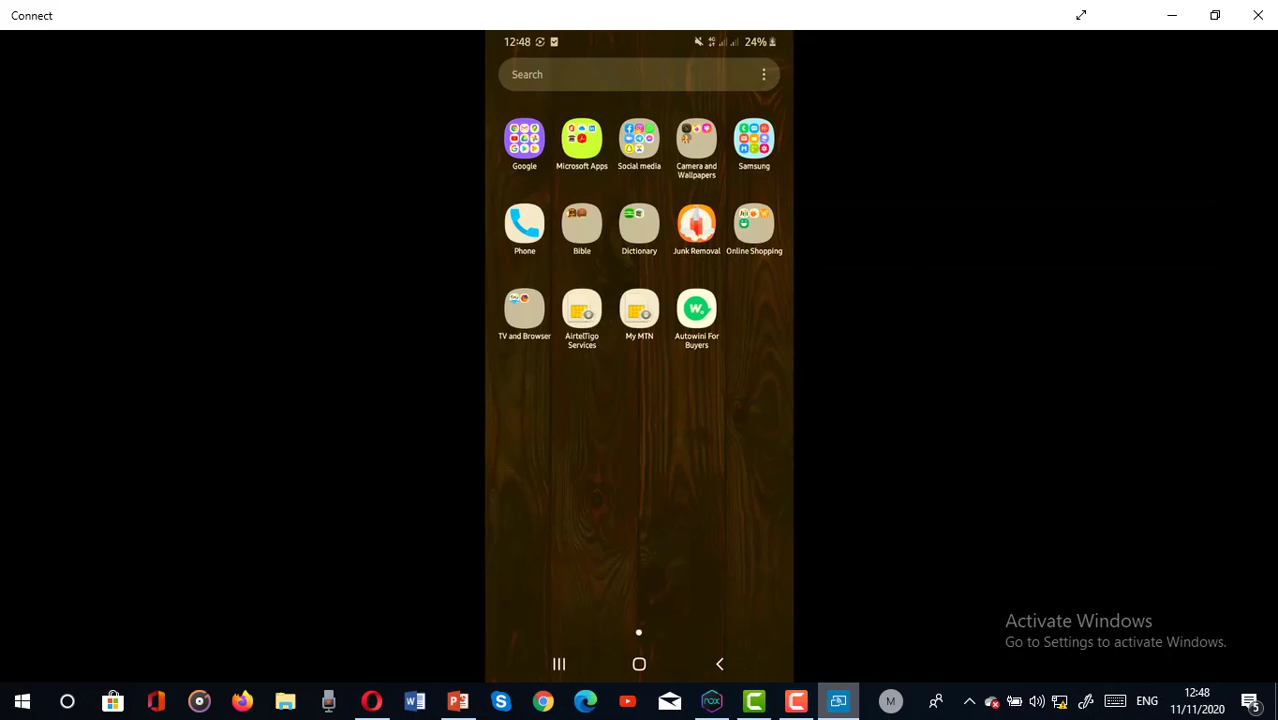 Connect
12:48
24%
Search
Google
Microsoft Apps
Social media
Camera and
Wallpapers
Samsung
Phone
Bible
Dictionary
Junk Removal
Online Shopping
TV and Browser
AirtelTigo
Services
My MTN
Autowini For
Buyers
Activate Windows
Go to Settings to activate Windows.
M
ENG
12:48
11/11/2020
5